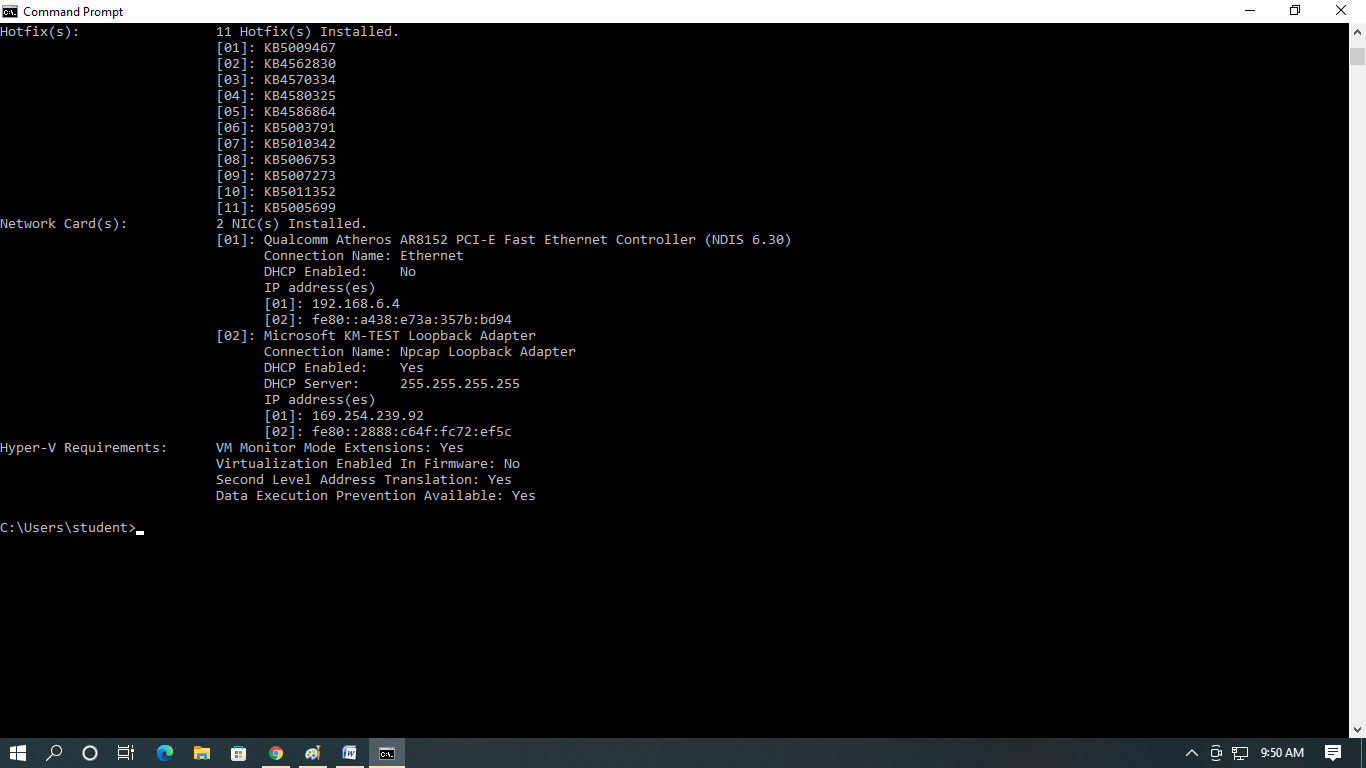 Command Prompt
Hotfix(s): 11 Hotfix(s) Installed.
[01]: KB5009467
[02]: KB4562830
[03]: KB4570334
[04]: KB4580325
[05]: KB4586864
[06]: KB5003791
[07]: KB5010342
[08]: KB5006753
[09]: KB5007273
[10]: KB5011352
[11]: KB5005699
Network Card(s): 2 NIC(s) Installed.
[01]: Qualcomm Atheros AR8152 PCI-E Fast Ethernet Controller (NDIS 6.30)
Connection Name: Ethernet
DHCP Enabled: No
IP address(es)
[01]: 192.168.6.4
[02]: fe80::a438:e73a:357b:bd94
[02]: Microsoft KM-TEST Loopback Adapter
Connection Name: Npcap Loopback Adapter
DHCP Enabled: Yes
DHCP Server: 255.255.255.255
IP address(es)
[01]: 169.254.239.92
[02]: fe80::2888:c64f:fc72:ef5c
Hyper-V Requirements: VM Monitor Mode Extensions: Yes
Virtualization Enabled In Firmware: No
Second Level Address Translation: Yes
Data Execution Prevention Available: Yes
C:\Users\student>
9:50 AM